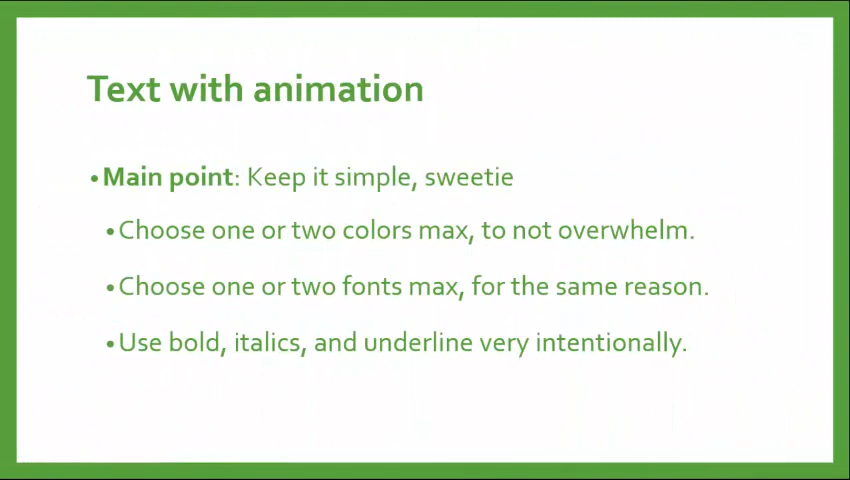 Text with animation
• Main point: Keep it simple, sweetie
• Choose one or two colors max, to not overwhelm.
• Choose one or two fonts max, for the same reason.
• Use bold, italics, and underline very intentionally.